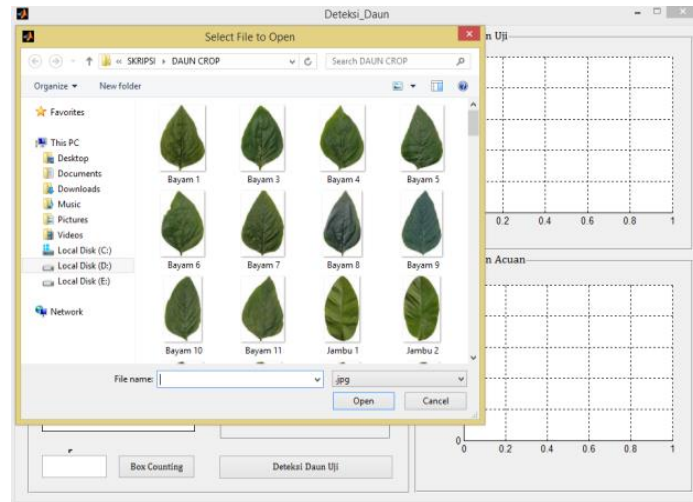 Deteksi_Daun
Select File to Open
« SKRIPSI ▸ DAUN CROP
Search DAUN CROP
Organize
New folder
Favorites
This PC
Desktop
Documents
Downloads
Music
Pictures
Videos
Local Disk (C:)
Local Disk (D:)
Local Disk (E:)
Network
Bayam 1
Bayam 3
Bayam 4
Bayam 5
Bayam 6
Bayam 7
Bayam 8
Bayam 9
Bayam 10
Bayam 11
Jambu 1
Jambu 2
File name:
.jpg
Open
Cancel
n Uji
0.2 0.4 0.6 0.8 1
n Acuan
0
0 0.2 0.4 0.6 0.8 1
r
Box Counting
Deteksi Daun Uji